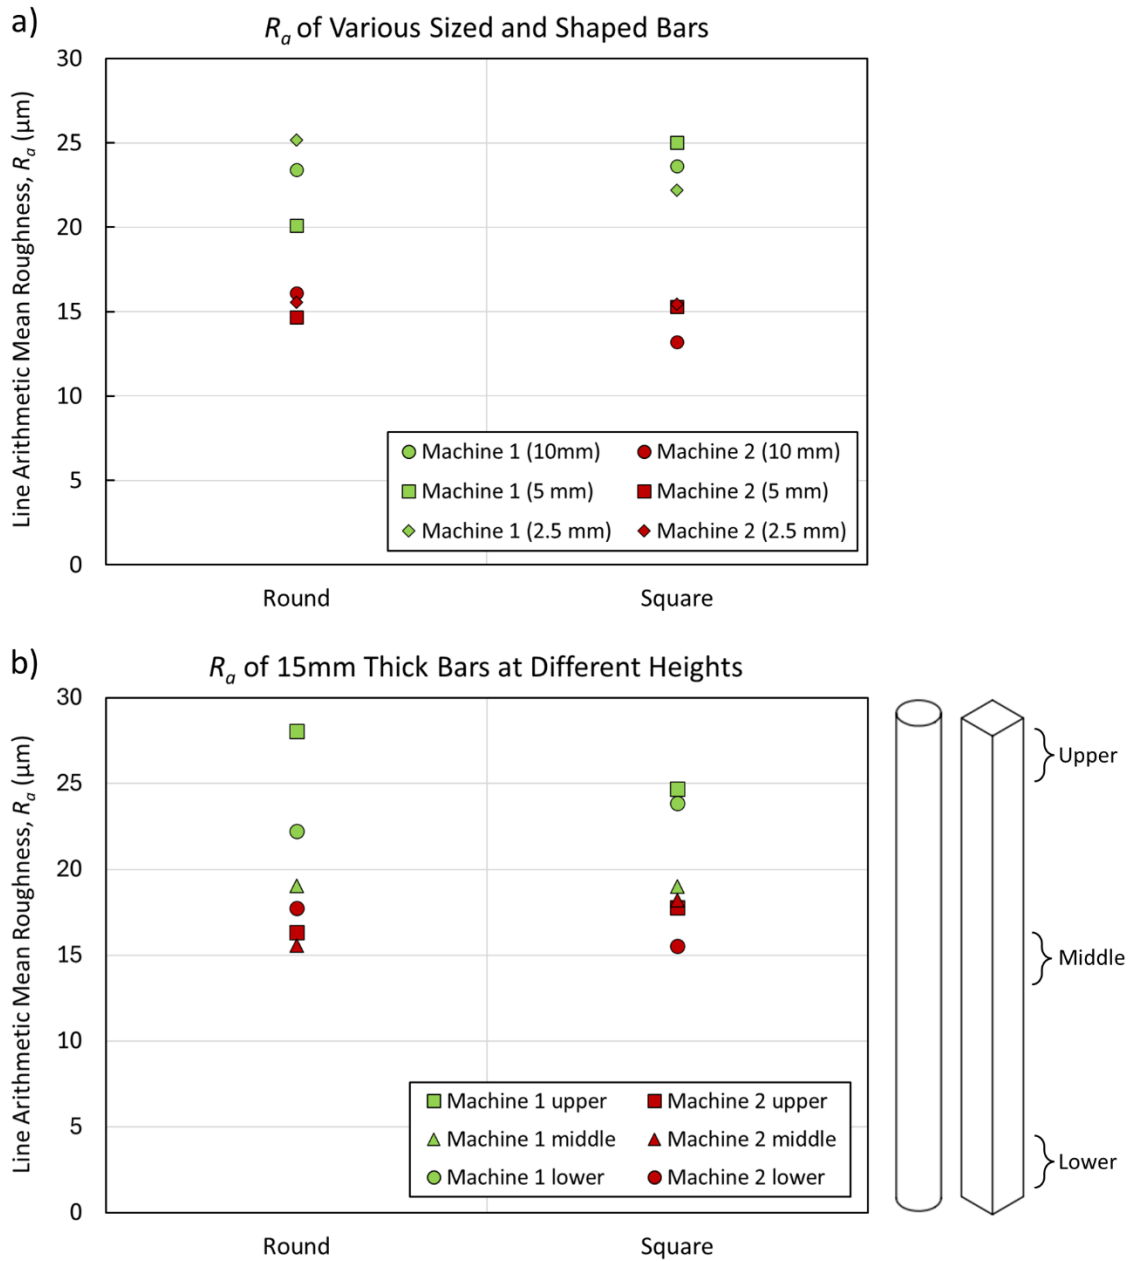 a)
Rₐ of Various Sized and Shaped Bars
Line Arithmetic Mean Roughness, Rₐ (μm)
30
25
20
15
10
5
0
Machine 1 (10mm)
Machine 2 (10 mm)
Machine 1 (5 mm)
Machine 2 (5 mm)
Machine 1 (2.5 mm)
Machine 2 (2.5 mm)
Round
Square
b)
Rₐ of 15mm Thick Bars at Different Heights
Line Arithmetic Mean Roughness, Rₐ (μm)
30
25
20
15
10
5
0
Machine 1 upper
Machine 2 upper
Machine 1 middle
Machine 2 middle
Machine 1 lower
Machine 2 lower
Round
Square
Upper
Middle
Lower